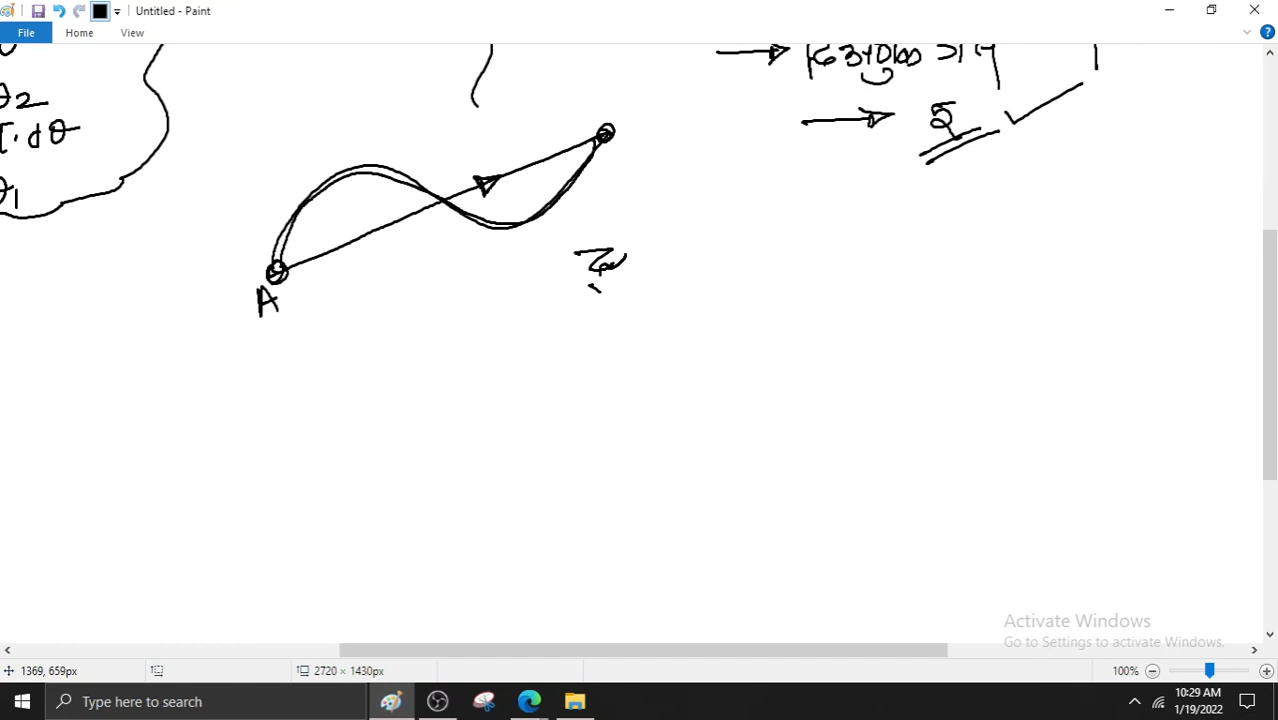 Untitled - Paint
File Home View
θ2
I. dθ
θ1
5
A
Activate Windows
Go to Settings to activate Windows.
1369, 659px
2720 × 1430px
100%
Type here to search
10:29 AM
1/19/2022